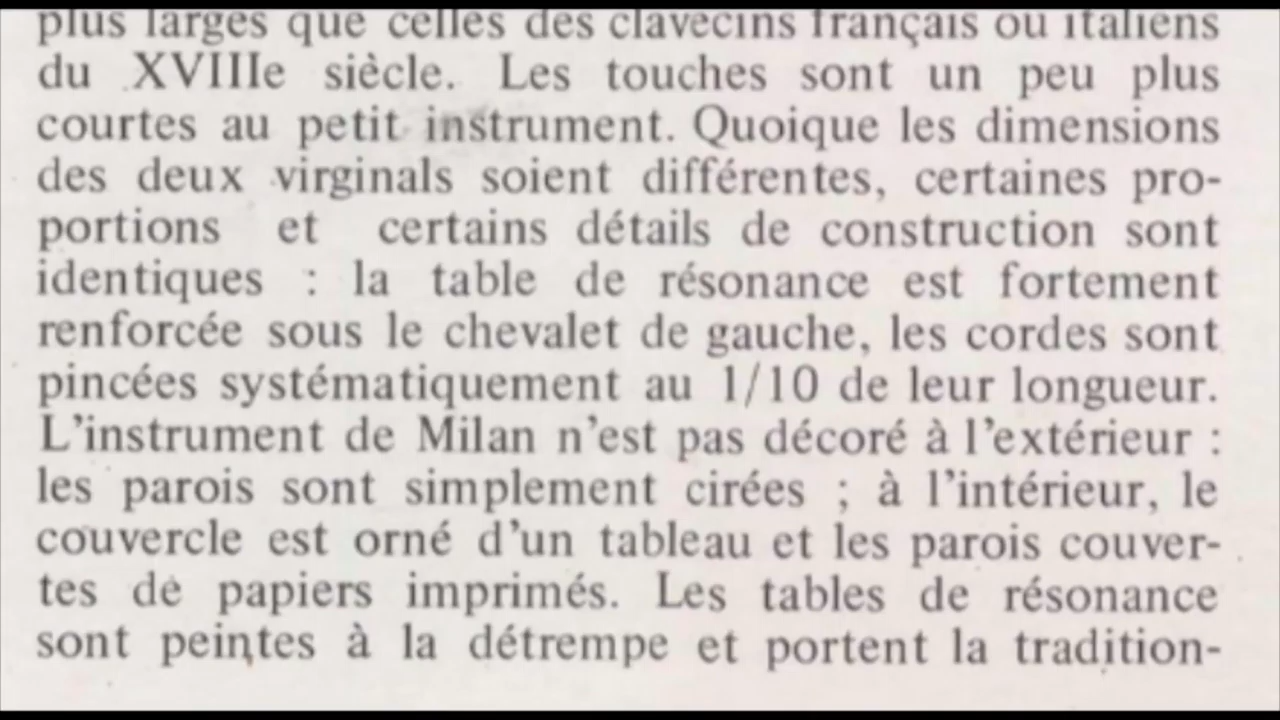 plus larges que celles des clavecins français ou italiens
du XVIIIe siècle. Les touches sont un peu plus
courtes au petit instrument. Quoique les dimensions
des deux virginals soient différentes, certaines pro-
portions et certains détails de construction sont
identiques : la table de résonance est fortement
renforcée sous le chevalet de gauche, les cordes sont
pincées systématiquement au 1/10 de leur longueur.
L'instrument de Milan n'est pas décoré à l'extérieur :
les parois sont simplement cirées ; à l'intérieur, le
couvercle est orné d'un tableau et les parois couver-
tes de papiers imprimés. Les tables de résonance
sont peintes à la détrempe et portent la tradition-